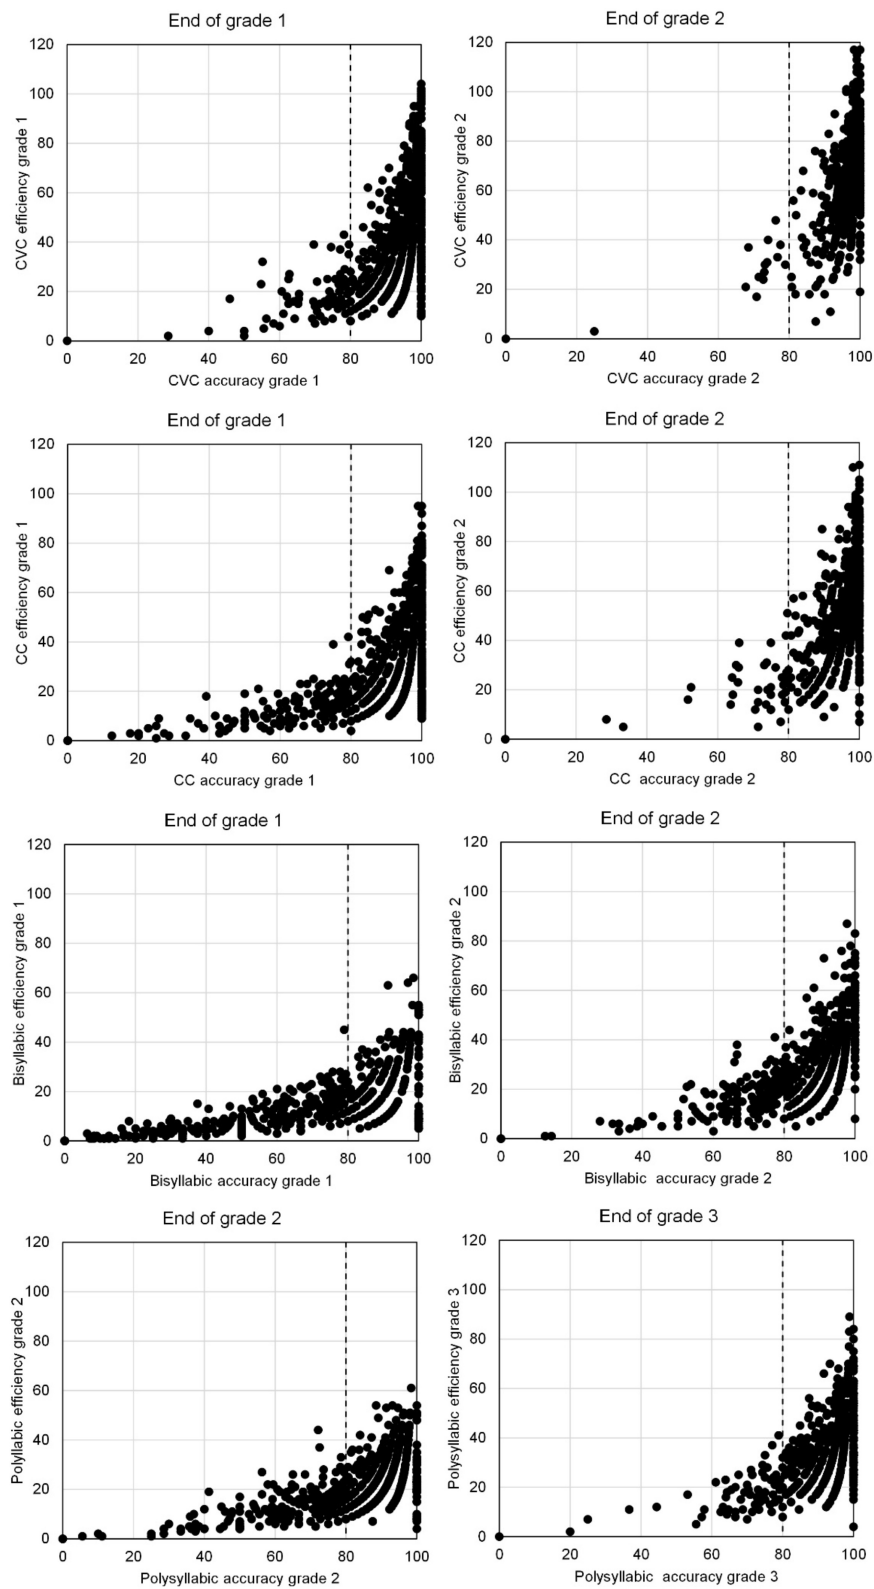 End of grade 1
CVC efficiency grade 1
120
100
80
60
40
20
0
0 20 40 60 80 100
CVC accuracy grade 1
End of grade 2
CVC efficiency grade 2
120
100
80
60
40
20
0
0 20 40 60 80 100
CVC accuracy grade 2
End of grade 1
CC efficiency grade 1
120
100
80
60
40
20
0
0 20 40 60 80 100
CC accuracy grade 1
End of grade 2
CC efficiency grade 2
120
100
80
60
40
20
0
0 20 40 60 80 100
CC accuracy grade 2
End of grade 1
Bisyllabic efficiency grade 1
120
100
80
60
40
20
0
0 20 40 60 80 100
Bisyllabic accuracy grade 1
End of grade 2
Bisyllabic efficiency grade 2
120
100
80
60
40
20
0
0 20 40 60 80 100
Bisyllabic accuracy grade 2
End of grade 2
Polyllabic efficiency grade 2
120
100
80
60
40
20
0
0 20 40 60 80 100
Polysyllabic accuracy grade 2
End of grade 3
Polysyllabic efficiency grade 3
120
100
80
60
40
20
0
0 20 40 60 80 100
Polysyllabic accuracy grade 3